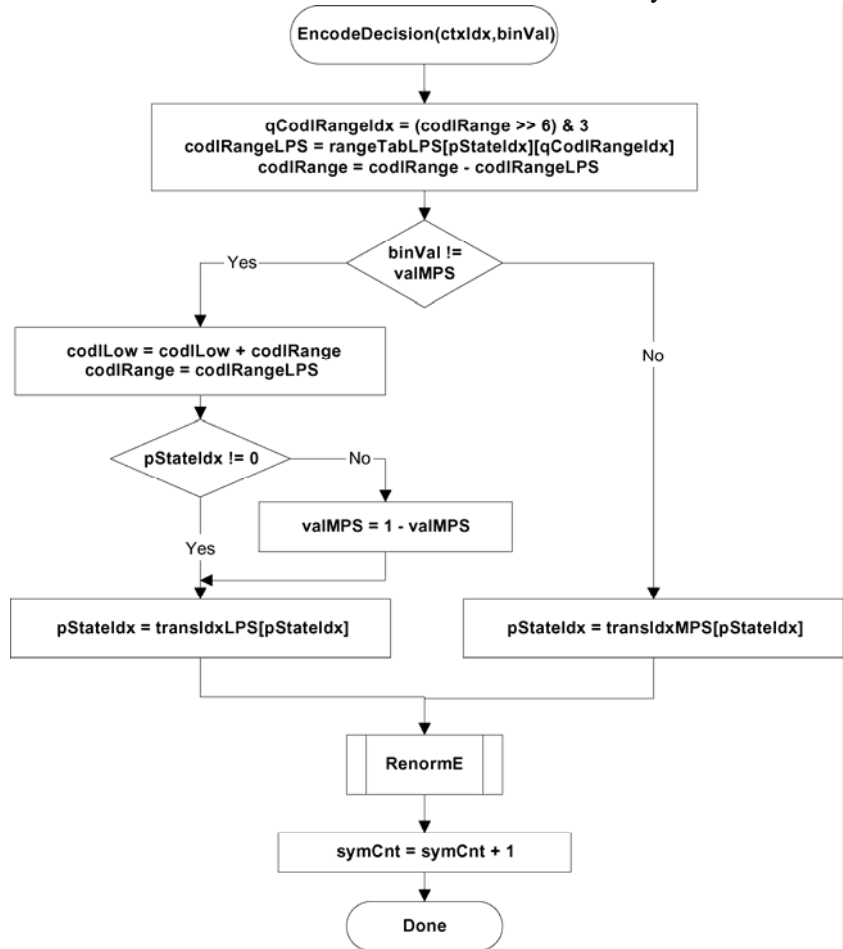 EncodeDecision(ctxIdx,binVal)
qCodIRangeIdx = (codIRange >> 6) & 3
codIRangeLPS = rangeTabLPS[pStateIdx][qCodIRangeIdx]
codIRange = codIRange - codIRangeLPS
binVal !=
valMPS
Yes
No
codILow = codILow + codIRange
codIRange = codIRangeLPS
pStateIdx != 0
No
valMPS = 1 - valMPS
Yes
pStateIdx = transIdxLPS[pStateIdx]
pStateIdx = transIdxMPS[pStateIdx]
RenormE
symCnt = symCnt + 1
Done